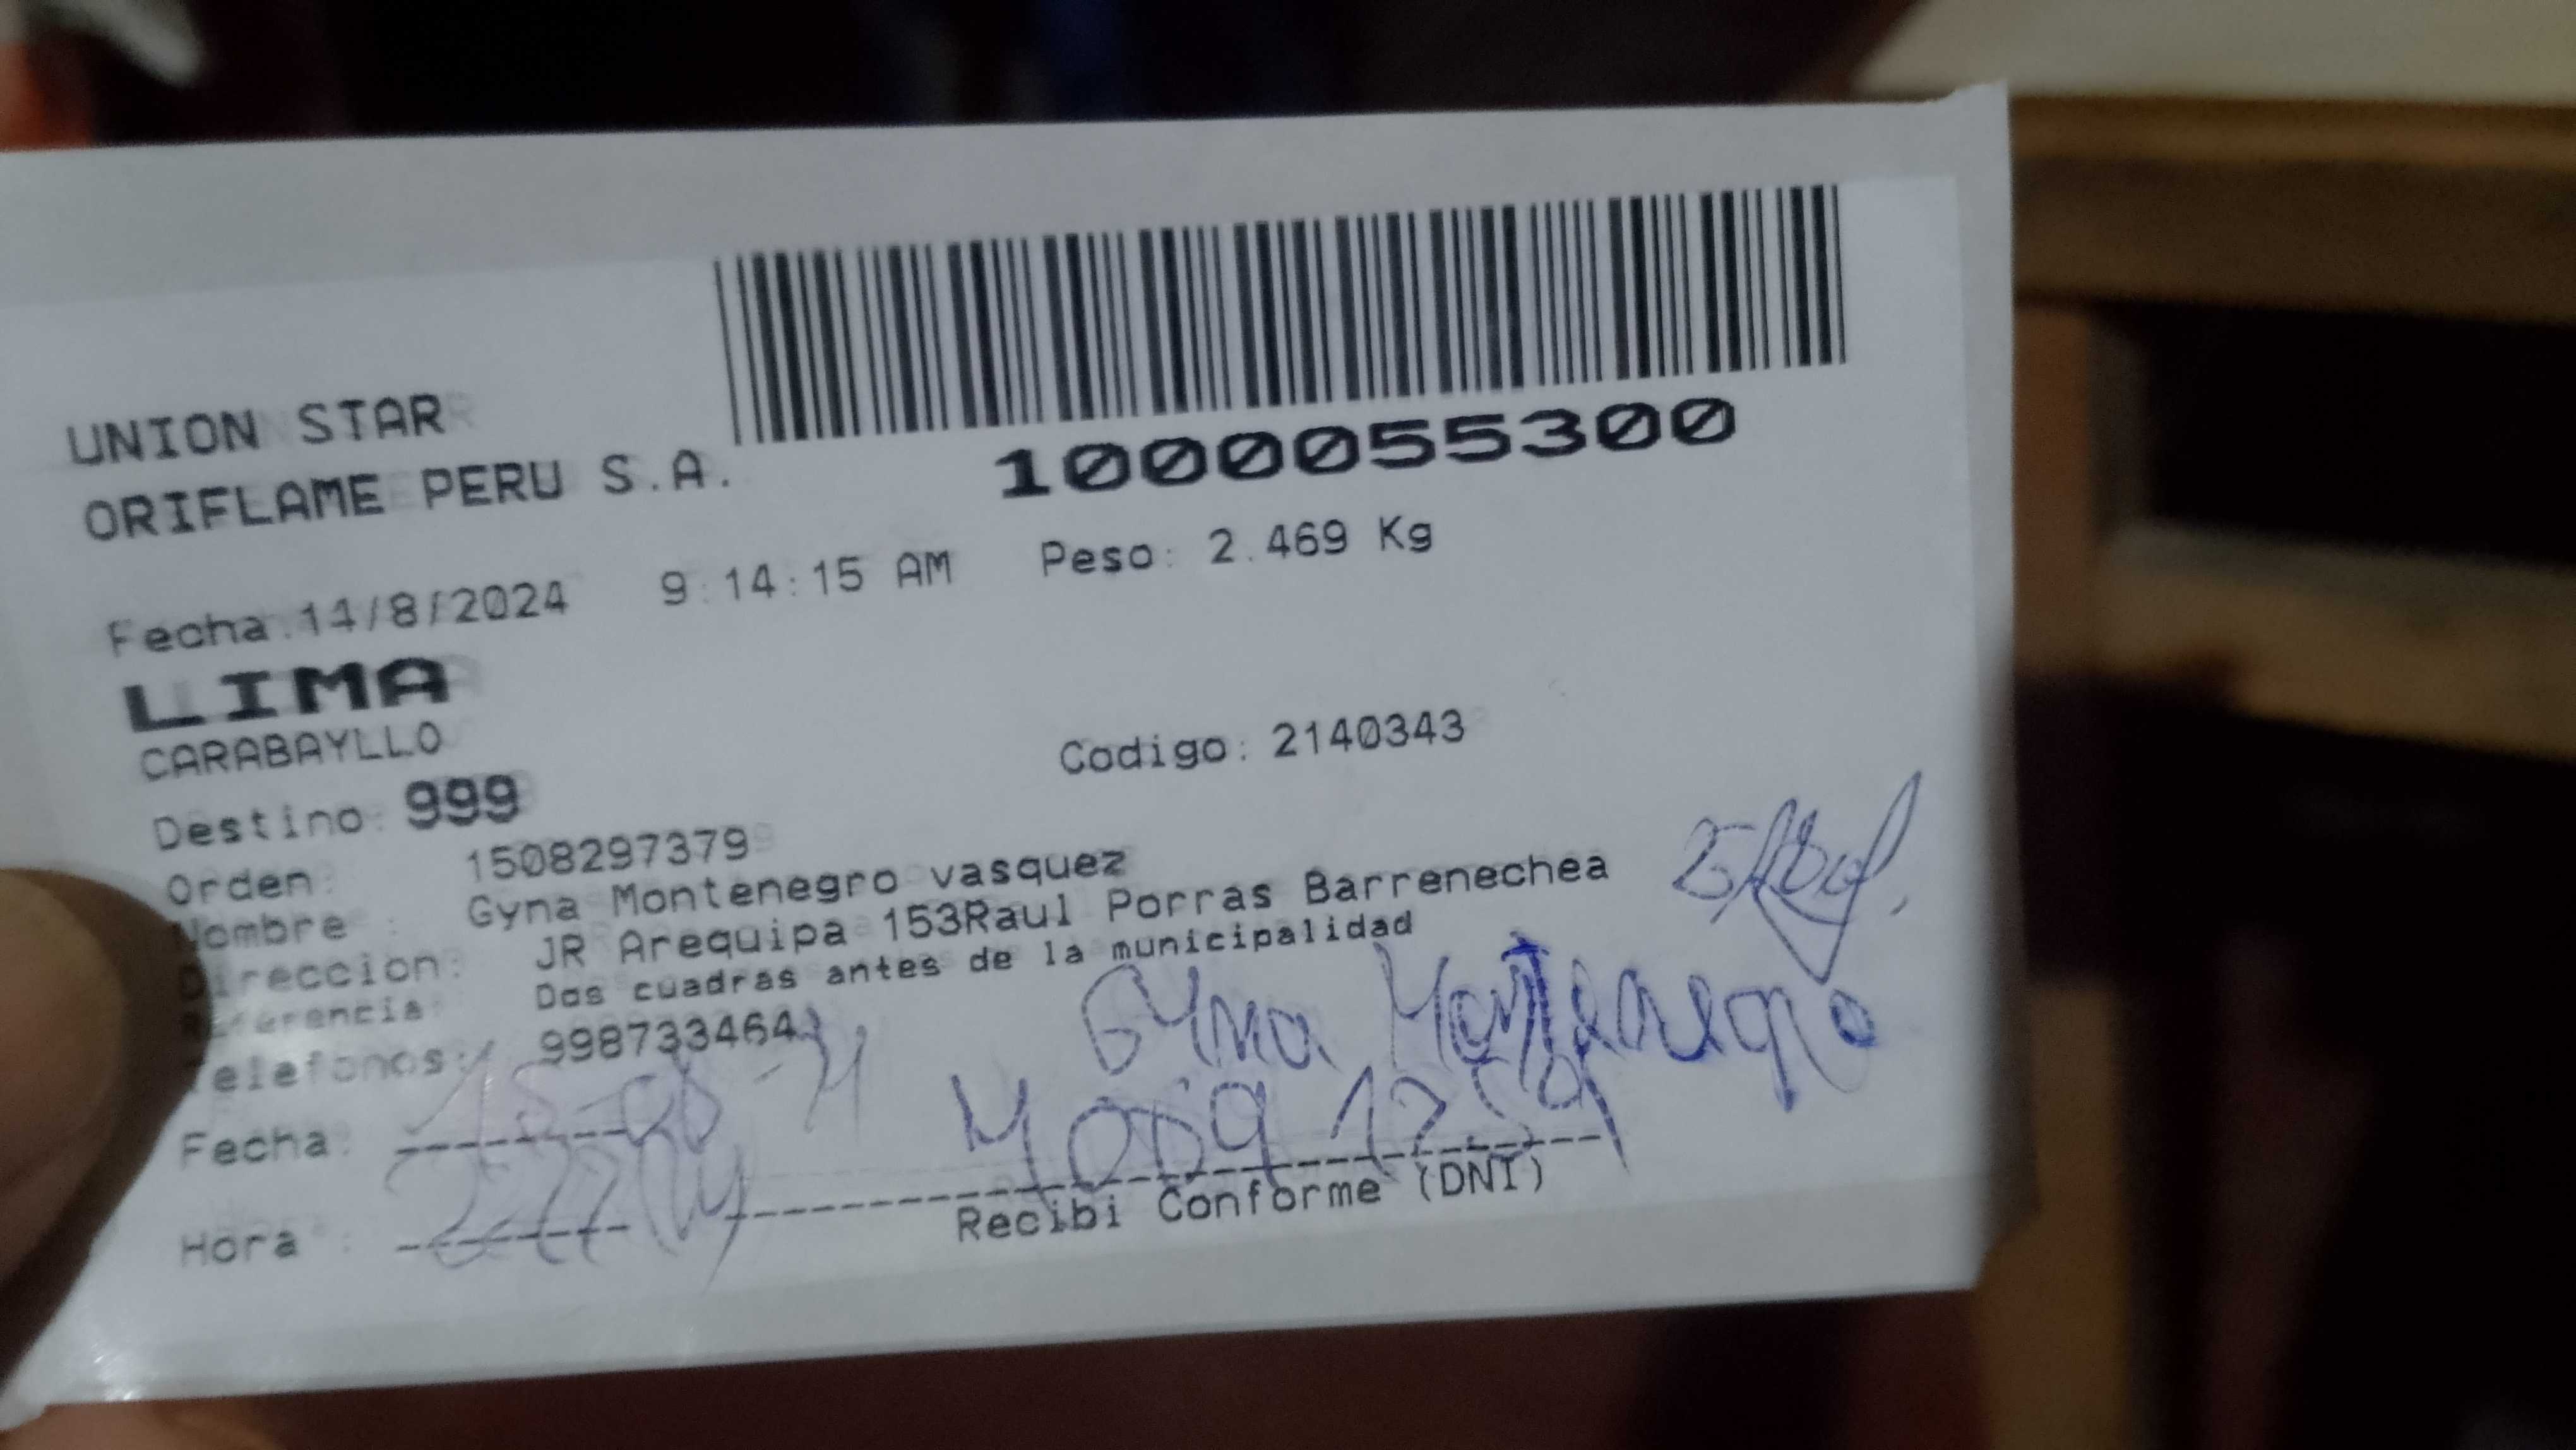 UNION STAR
ORIFLAME PERU S.A.
1000055300
Fecha:14/8/2024 9:14:15 AM Peso: 2.469 Kg
LIMA
CARABAYLLO
Codigo: 2140343
Destino: 999
Orden: 1508297379
Nombre : Gyna Montenegro vasquez
Direccion: JR Arequipa 153Raul Porras Barrenechea
Referencia: Dos cuadras antes de la municipalidad
Telefonos: 998733464
Gyna Montenegro
Fecha:
Hora :
Recibi Conforme (DNI)